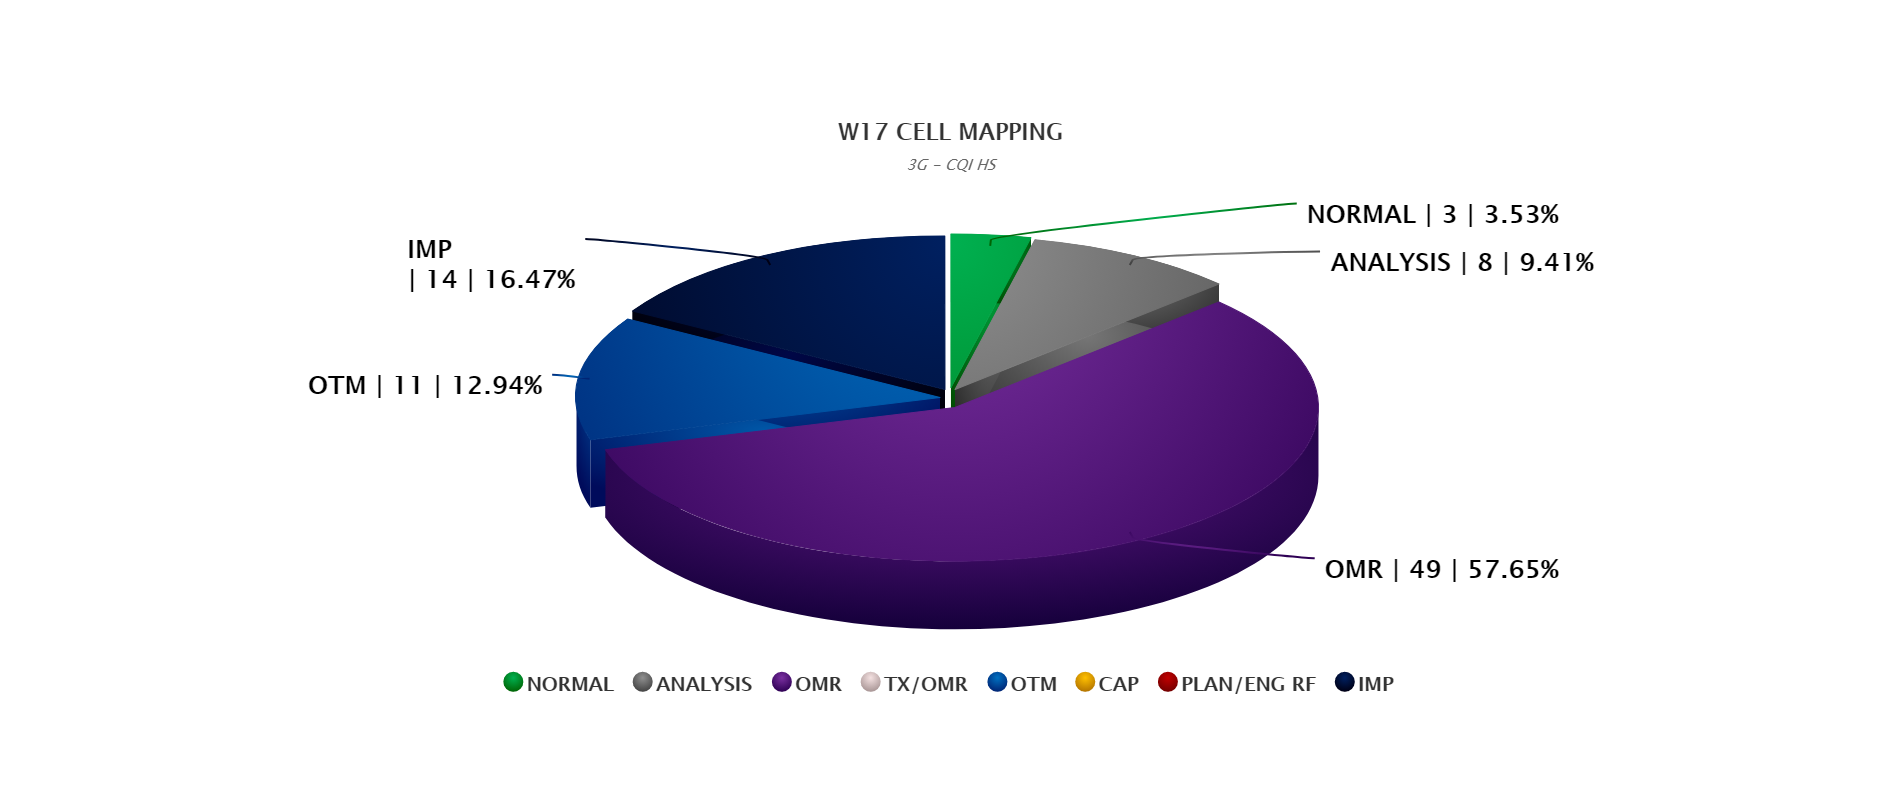 W17 CELL MAPPING
3G - CQI HS
NORMAL | 3 | 3.53%
IMP
| 14 | 16.47%
ANALYSIS | 8 | 9.41%
OTM | 11 | 12.94%
OMR | 49 | 57.65%
NORMAL ANALYSIS OMR TX/OMR OTM CAP PLAN/ENG RF IMP